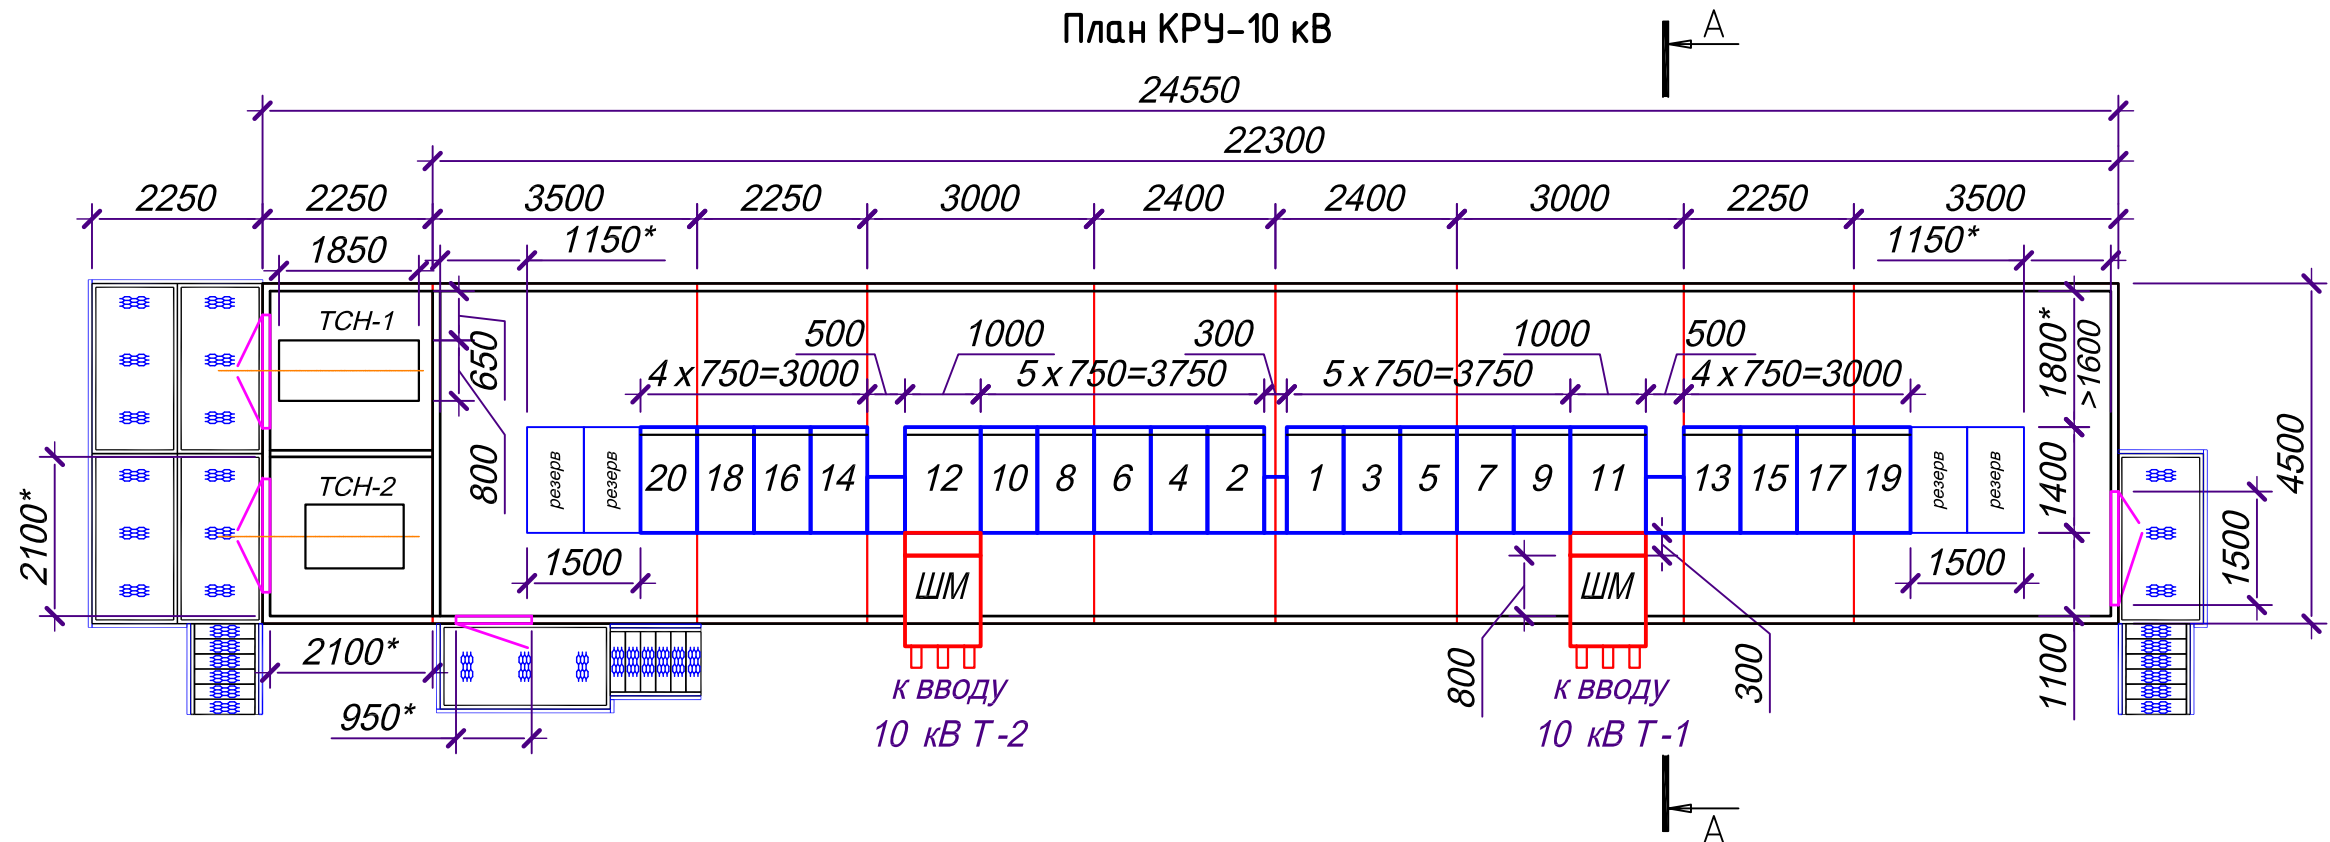 План КРУ-10 кВ
А
24550
22300
2250 2250 3500 2250 3000 2400 2400 3000 2250 3500
1850 1150* 1150*
ТСН-1
500 1000 300 1000 500
4 x 750=3000 5 x 750=3750 5 x 750=3750 4 x 750=3000
650
800
1800*
>1600
1400
4500
резерв резерв 20 18 16 14 12 10 8 6 4 2 1 3 5 7 9 11 13 15 17 19 резерв резерв
ТСН-2
2100*
1500 ШМ ШМ 1500
1500
2100*
800
300
1100
950*
к вводу
10 кВ Т-2
к вводу
10 кВ Т-1
А